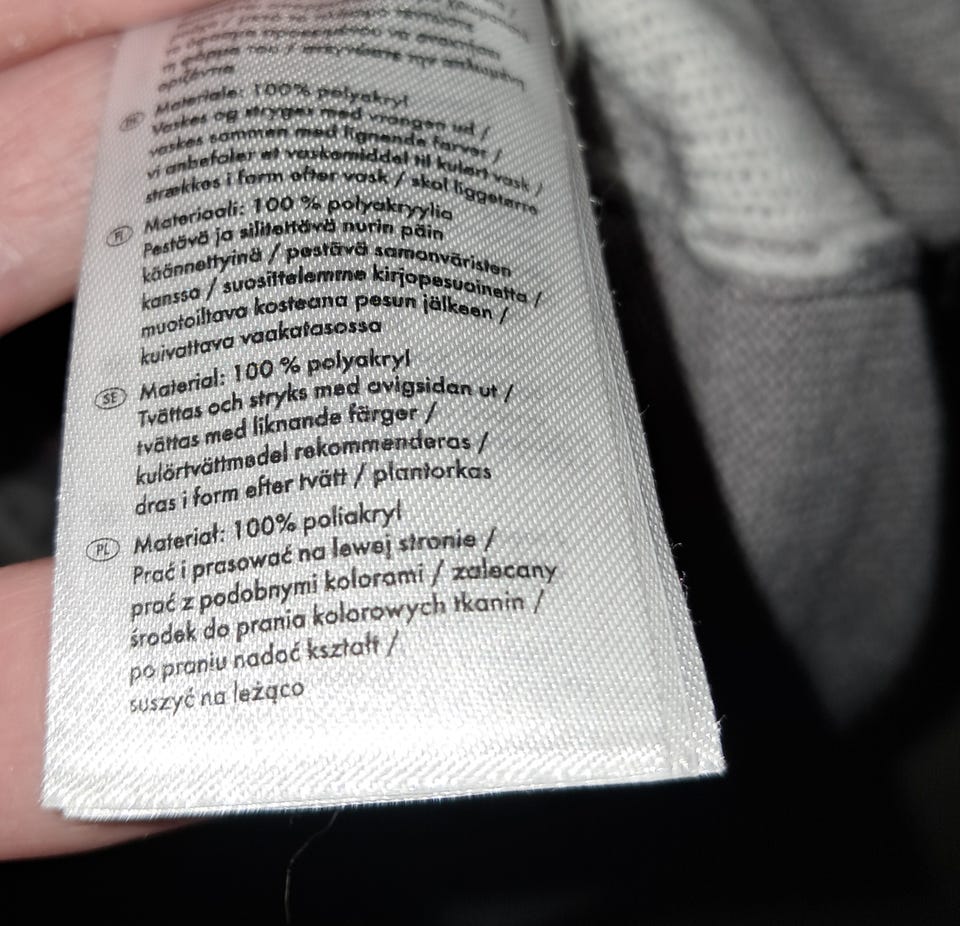 Materiale: 100% polyakryl
Vaskes og stryges med vrangen ud /
vaskes sammen med lignende farver /
vi anbefaler et vaskemiddel til kulørt vask /
strækkes i form efter vask / skal liggetørre
FI Materiaali: 100 % polyakryylia
Pestävä ja silitettävä nurin päin
käännettyinä / pestävä samanväristen
kanssa / suosittelemme kirjopesuainetta /
muotoiltava kosteana pesun jälkeen /
kuivattava vaakatasossa
SE Material: 100 % polyakryl
Tvättas och stryks med avigsidan ut /
tvättas med liknande färger /
kulörtvättmedel rekommenderas /
dras i form efter tvätt / plantorkas
PL Materiał: 100% poliakryl
Prać i prasować na lewej stronie /
prać z podobnymi kolorami / zalecany
środek do prania kolorowych tkanin /
po praniu nadać kształt /
suszyć na leżąco